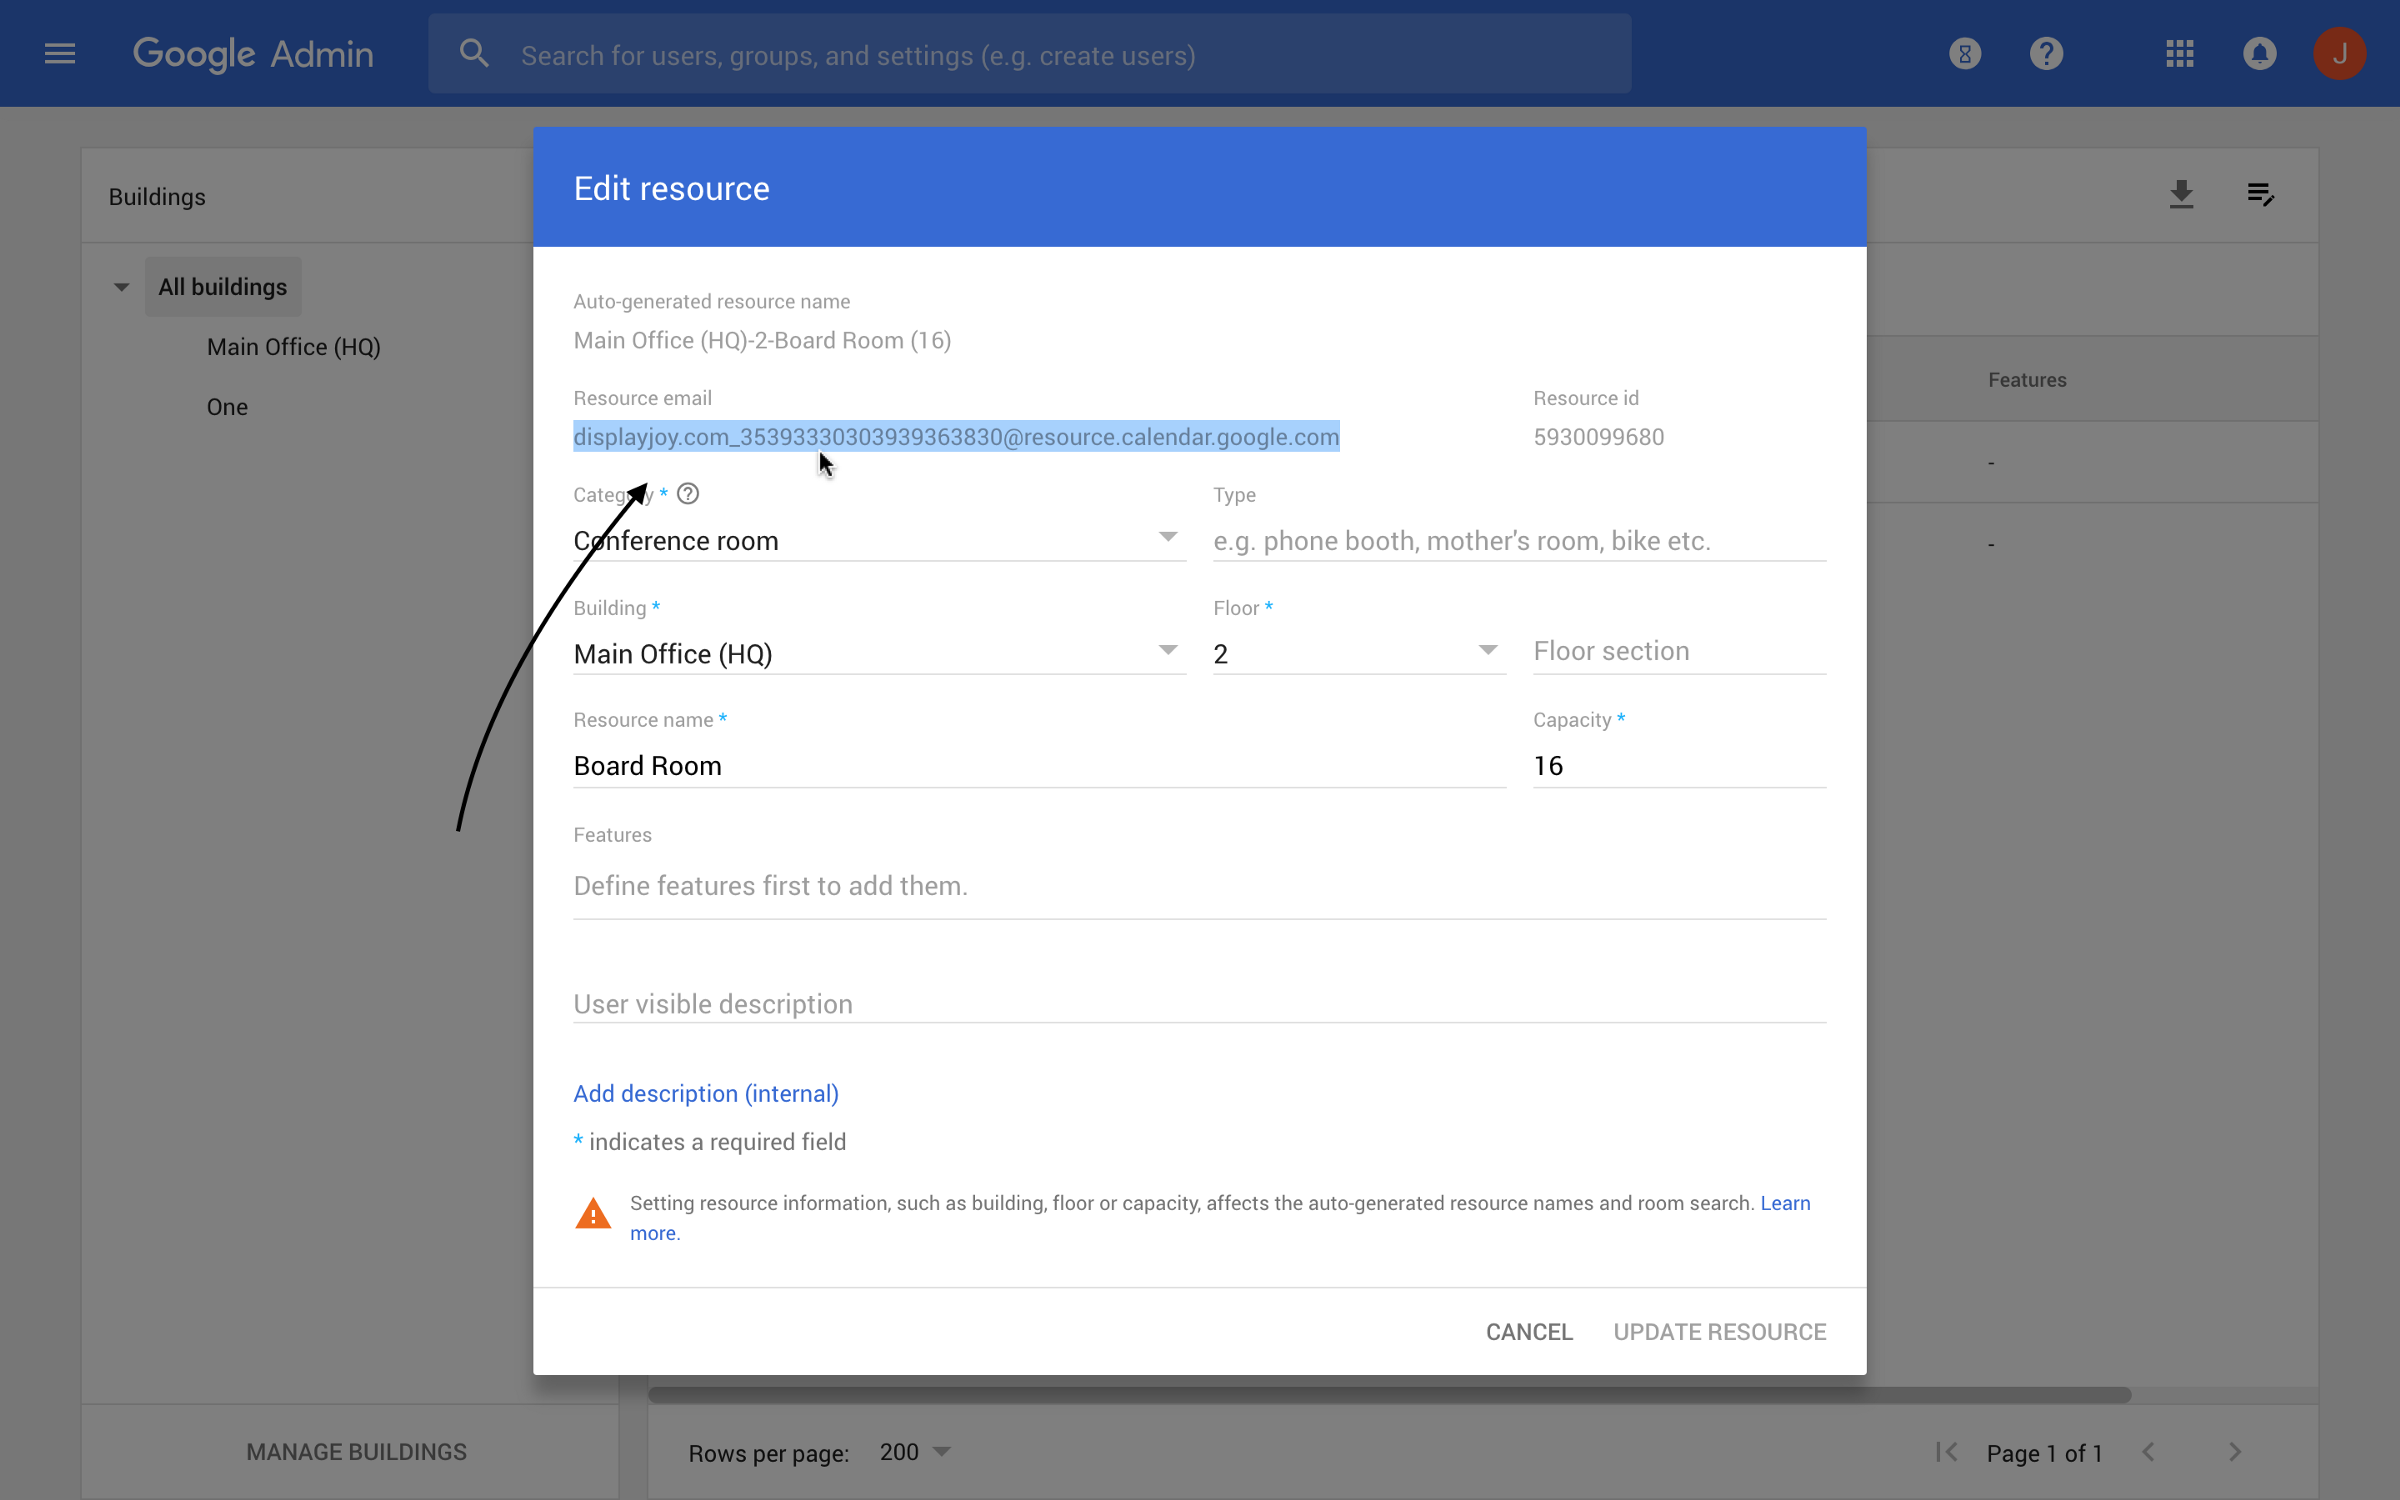 Google Admin
Search for users, groups, and settings (e.g. create users)
J
Buildings
All buildings
Main Office (HQ)
One
Features
-
-
Edit resource
Auto-generated resource name
Main Office (HQ)-2-Board Room (16)
Resource email
Resource id
displayjoy.com_35393330303939363830@resource.calendar.google.com
5930099680
Category *
Type
Conference room
e.g. phone booth, mother's room, bike etc.
Building *
Floor *
Main Office (HQ)
2
Floor section
Resource name *
Capacity *
Board Room
16
Features
Define features first to add them.
User visible description
Add description (internal)
* indicates a required field
Setting resource information, such as building, floor or capacity, affects the auto-generated resource names and room search. Learn
more.
CANCEL
UPDATE RESOURCE
MANAGE BUILDINGS
Rows per page: 200
Page 1 of 1